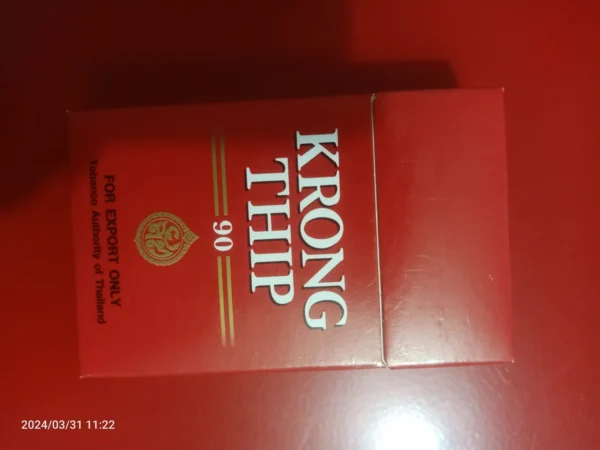 KRONG
THIP
90
FOR EXPORT ONLY
Tobacco Authority of Thailand
2024/03/31 11:22